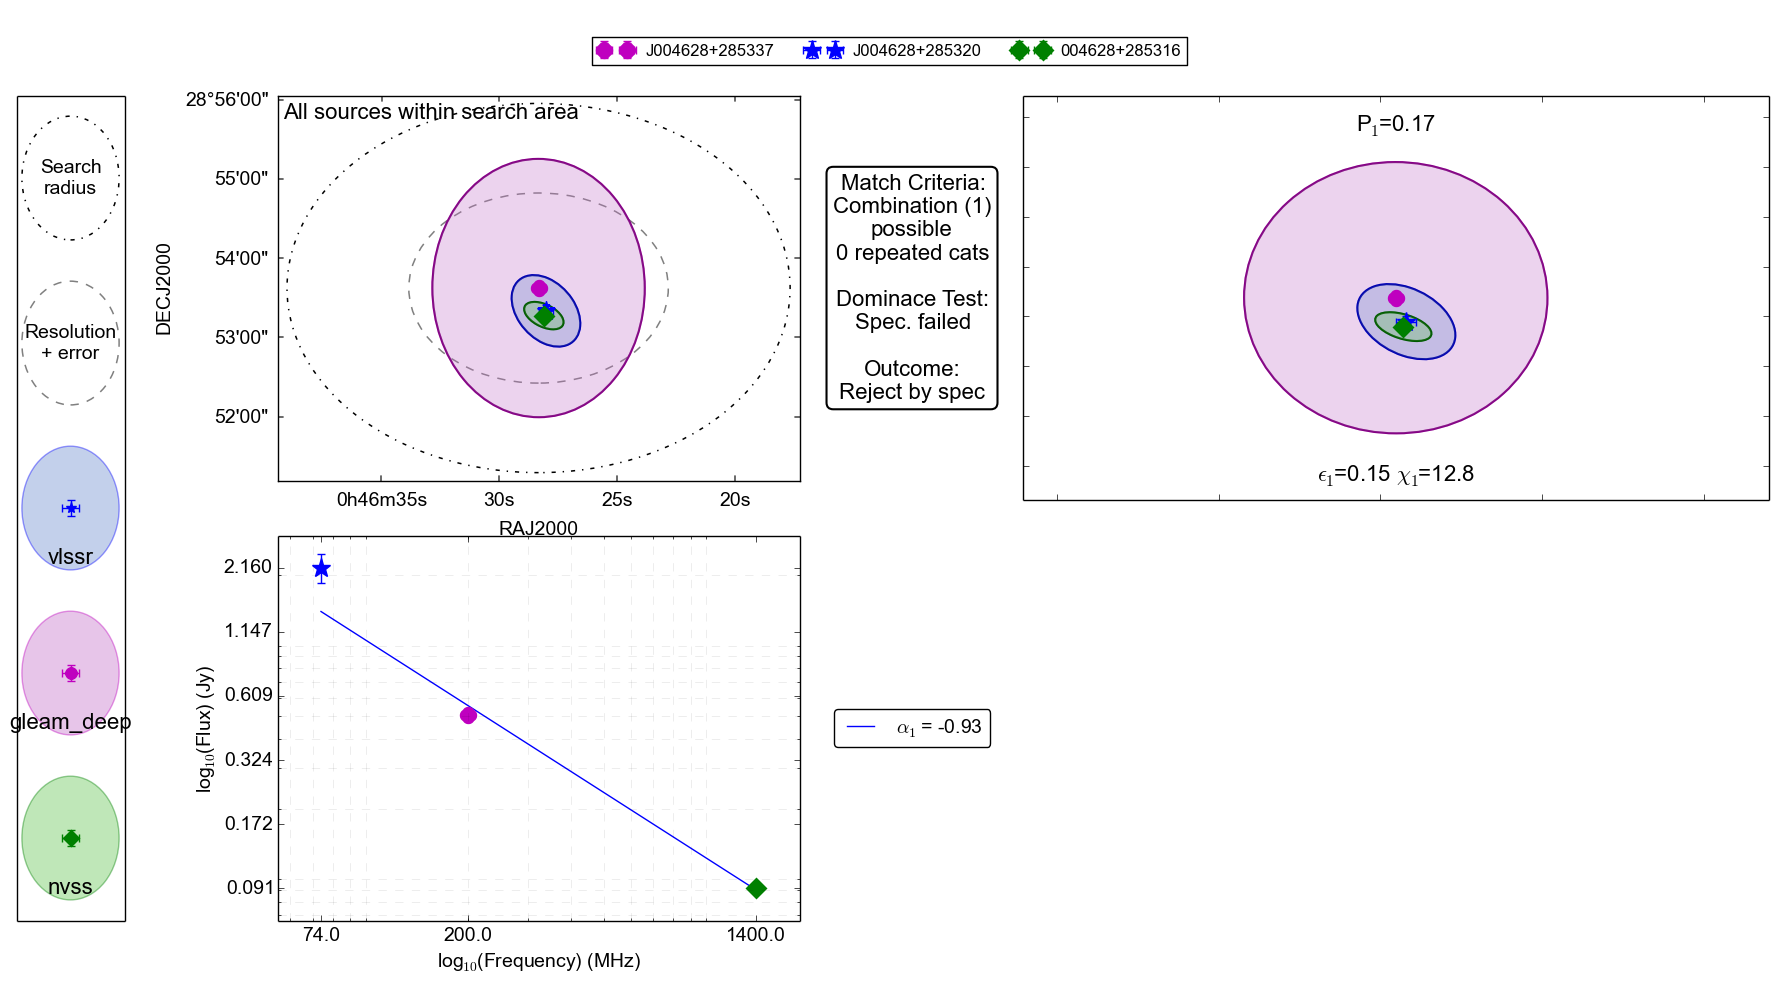 J004628+285337 J004628+285320 004628+285316
Search
radius
Resolution
+ error
vlssr
gleam_deep
nvss
All sources within search area
DECJ2000
28°56'00"
55'00"
54'00"
53'00"
52'00"
0h46m35s 30s 25s 20s
RAJ2000
Match Criteria:
Combination (1)
possible
0 repeated cats
Dominace Test:
Spec. failed
Outcome:
Reject by spec
P₁=0.17
ϵ₁=0.15 χ₁=12.8
log₁₀(Flux) (Jy)
2.160
1.147
0.609
0.324
0.172
0.091
74.0 200.0 1400.0
log₁₀(Frequency) (MHz)
α₁ = -0.93